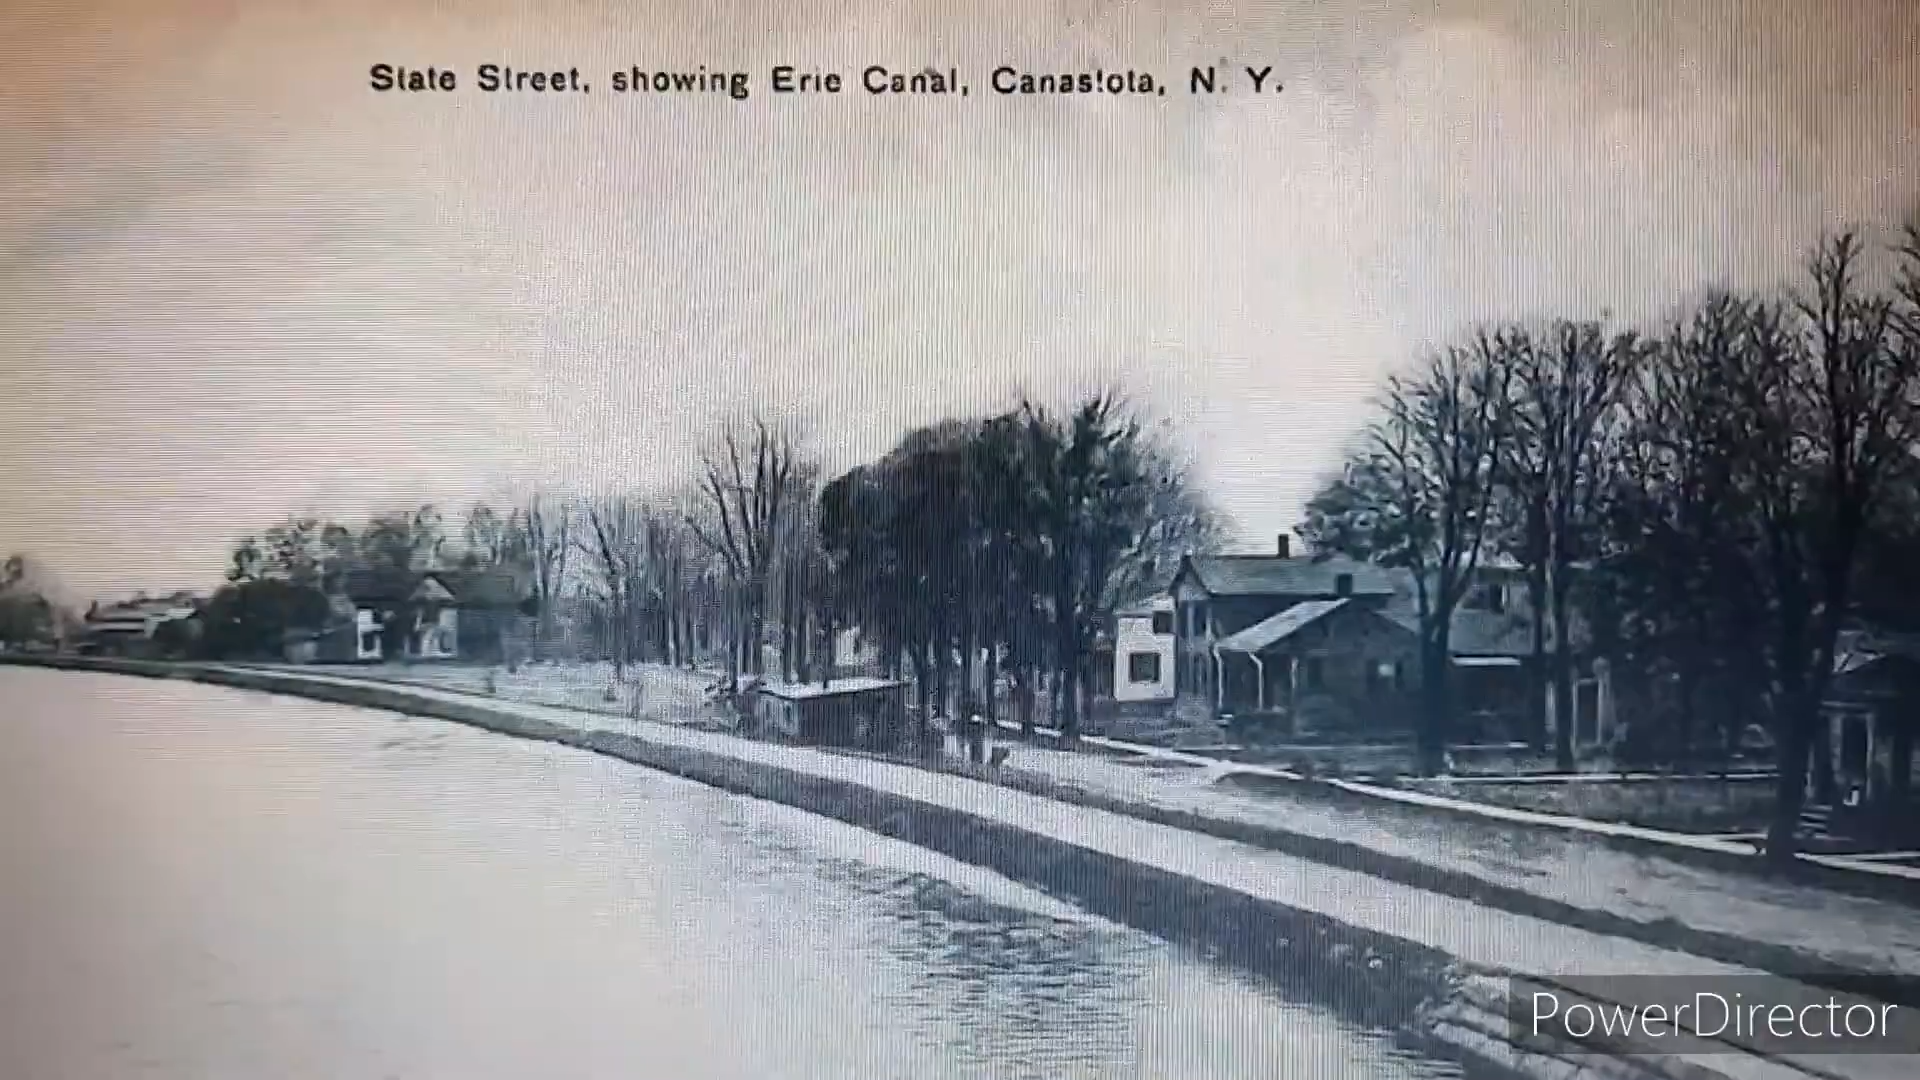 State Street, showing Erie Canal, Canastota, N. Y.
PowerDirector